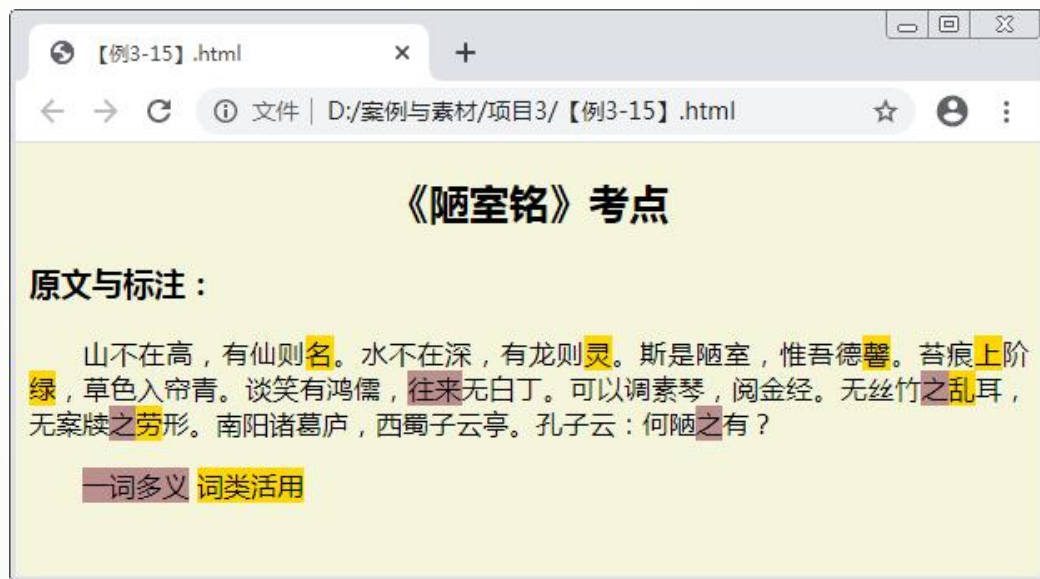 【例3-15】.html
文件 | D:/案例与素材/项目3/【例3-15】.html
《陋室铭》考点
原文与标注：
山不在高，有仙则名。水不在深，有龙则灵。斯是陋室，惟吾德馨。苔痕上阶
绿，草色入帘青。谈笑有鸿儒，往来无白丁。可以调素琴，阅金经。无丝竹之乱耳，
无案牍之劳形。南阳诸葛庐，西蜀子云亭。孔子云：何陋之有？
一词多义 词类活用